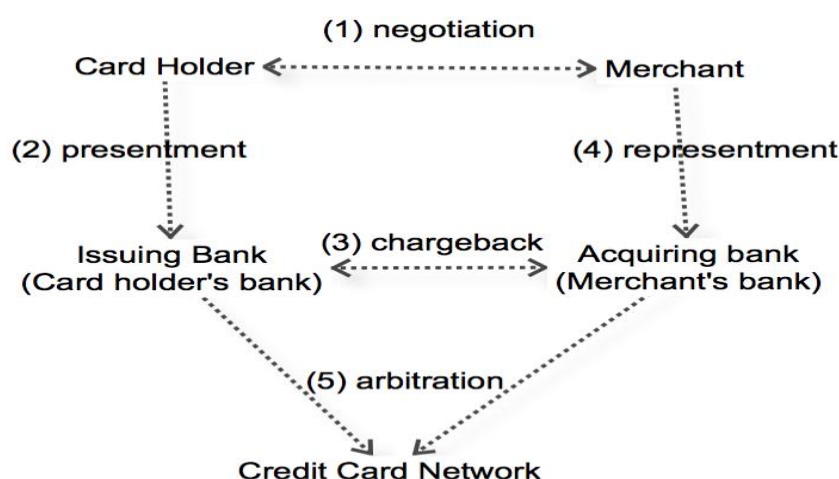 (1) negotiation
Card Holder
Merchant
(2) presentment
(4) representment
Issuing Bank
(Card holder's bank)
(3) chargeback
Acquiring bank
(Merchant's bank)
(5) arbitration
Credit Card Network